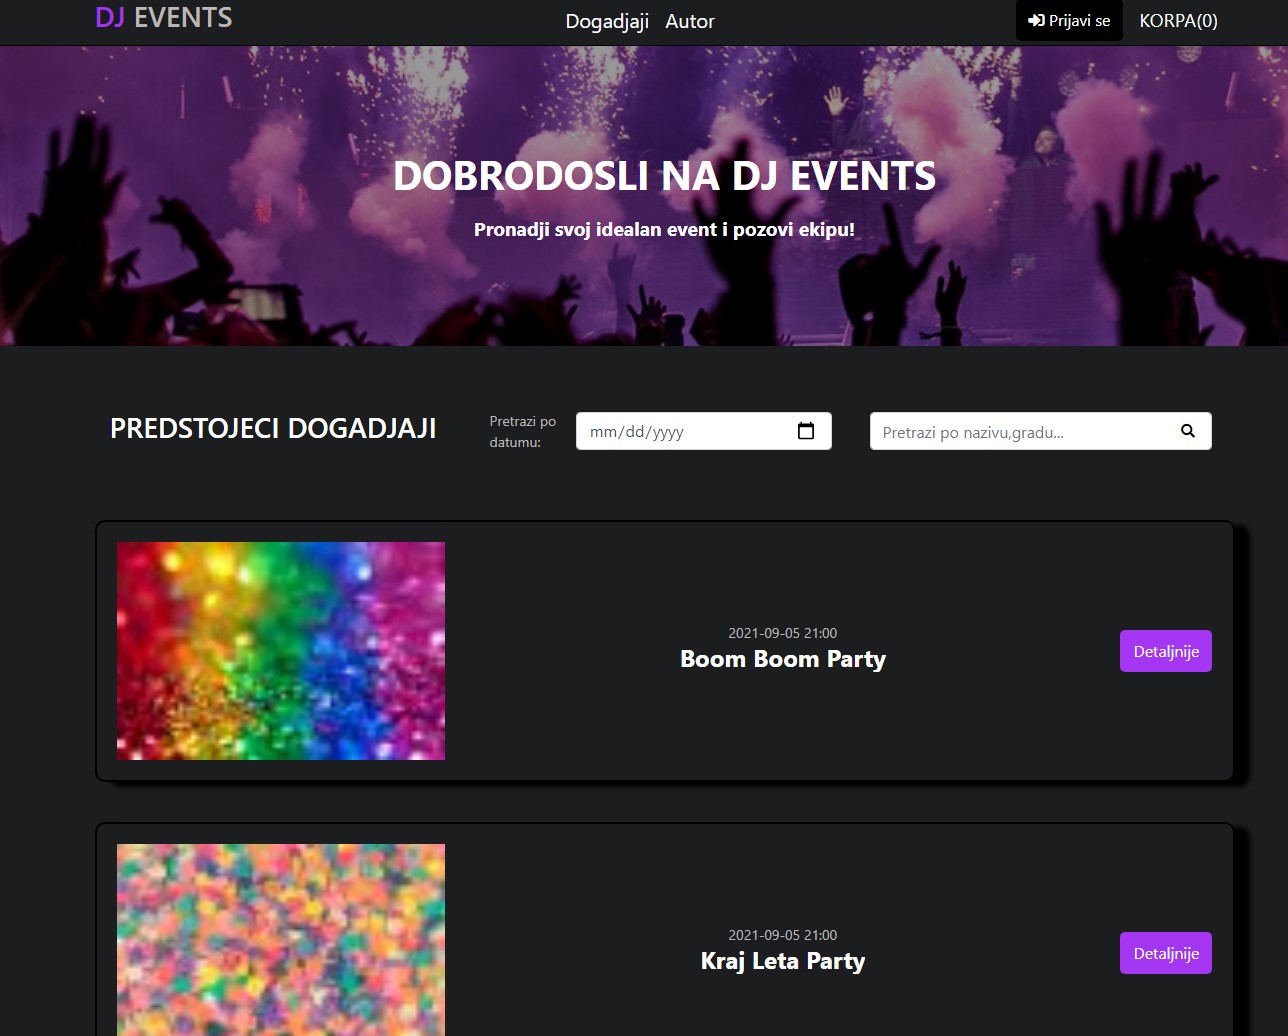 DJ EVENTS
Dogadjaji Autor
Prijavi se
KORPA(0)
DOBRODOSLI NA DJ EVENTS
Pronadji svoj idealan event i pozovi ekipu!
PREDSTOJECI DOGADJAJI
Pretrazi po
datumu:
mm/dd/yyyy
Pretrazi po nazivu,gradu...
2021-09-05 21:00
Boom Boom Party
Detaljnije
2021-09-05 21:00
Kraj Leta Party
Detaljnije